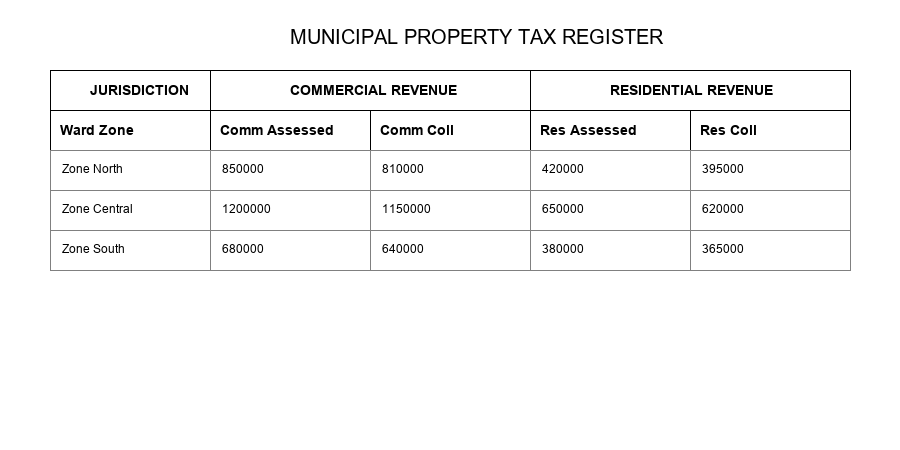 MUNICIPAL PROPERTY TAX REGISTER
JURISDICTION COMMERCIAL REVENUE RESIDENTIAL REVENUE
Ward Zone Comm Assessed Comm Coll Res Assessed Res Coll
Zone North 850000 810000 420000 395000
Zone Central 1200000 1150000 650000 620000
Zone South 680000 640000 380000 365000